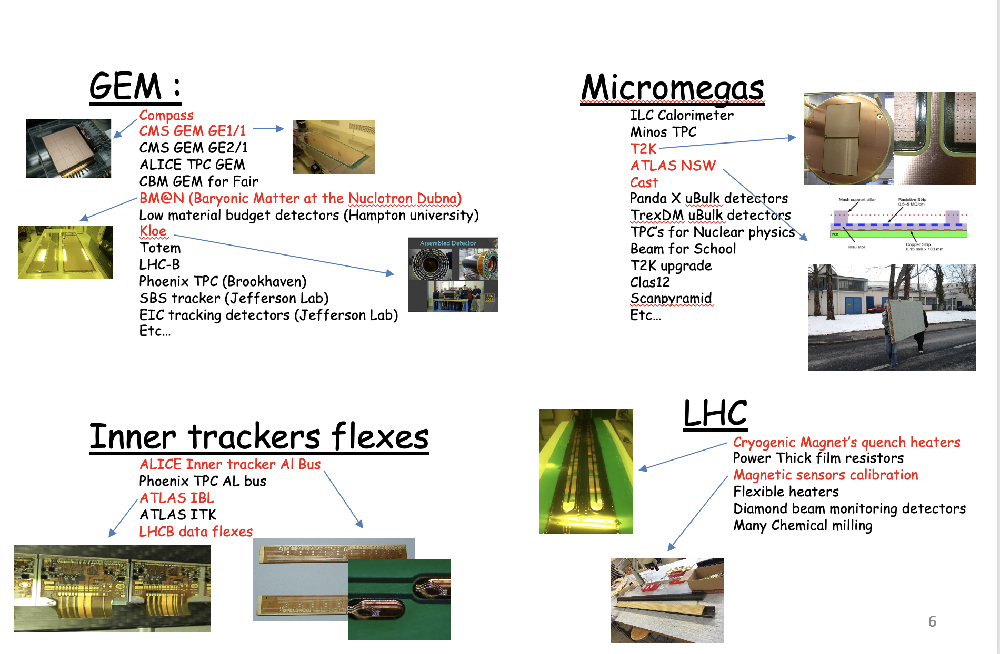 GEM :
Compass
CMS GEM GE1/1
CMS GEM GE2/1
ALICE TPC GEM
CBM GEM for Fair
BM@N (Baryonic Matter at the Nuclotron Dubna)
Low material budget detectors (Hampton university)
Kloe
Totem
LHC-B
Phoenix TPC (Brookhaven)
SBS tracker (Jefferson Lab)
EIC tracking detectors (Jefferson Lab)
Etc...
Assembled Detector
Micromegas
ILC Calorimeter
Minos TPC
T2K
ATLAS NSW
Cast
Panda X uBulk detectors
TrexDM uBulk detectors
TPC's for Nuclear physics
Beam for School
T2K upgrade
Clas12
Scanpyramid
Etc...
Mesh support pillar
Resistive Strip
0.5–5 MΩ/cm
PCB
Insulator
Copper Strip
0.15 mm x 100 mm
Inner trackers flexes
ALICE Inner tracker Al Bus
Phoenix TPC AL bus
ATLAS IBL
ATLAS ITK
LHCB data flexes
LHC
Cryogenic Magnet's quench heaters
Power Thick film resistors
Magnetic sensors calibration
Flexible heaters
Diamond beam monitoring detectors
Many Chemical milling
6